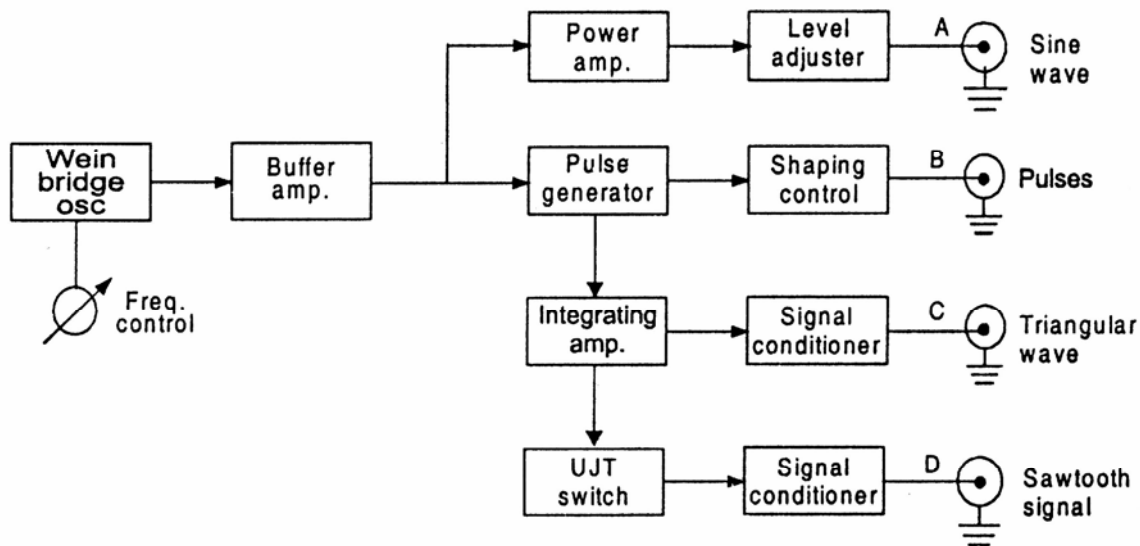 Power
amp.
Level
adjuster
A
Sine
wave
Wein
bridge
osc
Buffer
amp.
Pulse
generator
Shaping
control
B
Pulses
Freq.
control
Integrating
amp.
Signal
conditioner
C
Triangular
wave
UJT
switch
Signal
conditioner
D
Sawtooth
signal